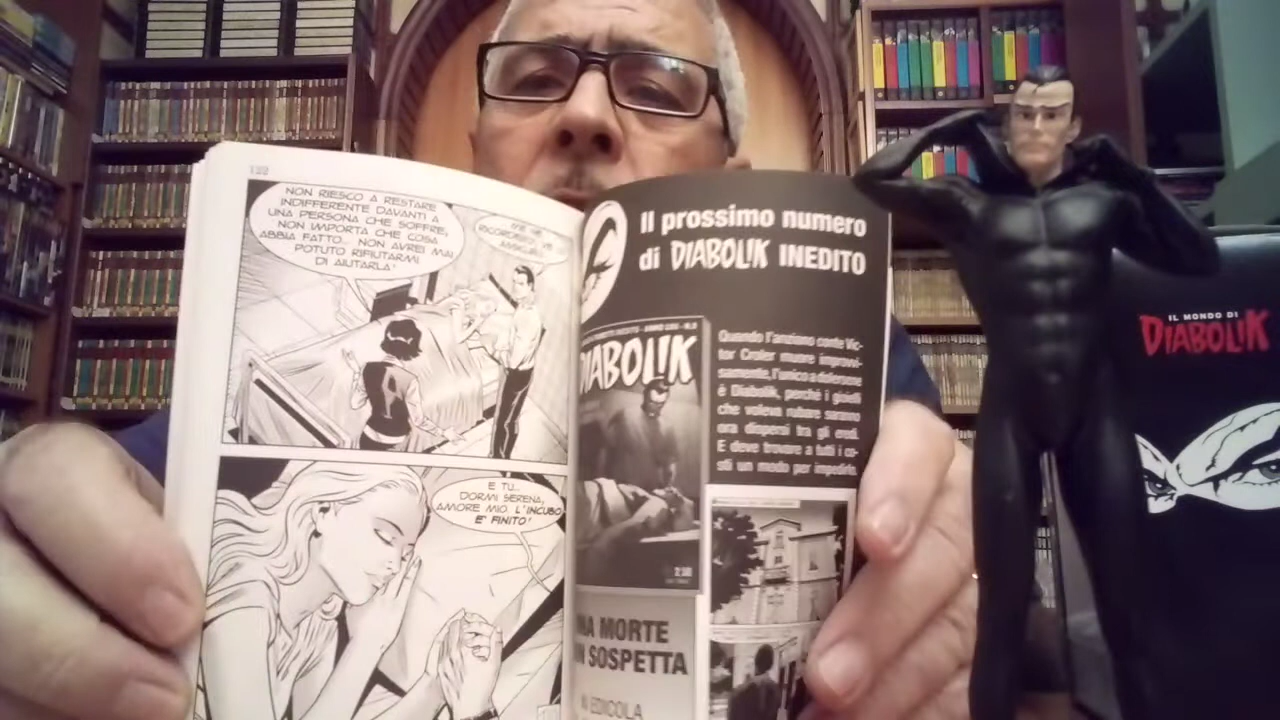 122
NON RIESCO A RESTARE
INDIFFERENTE DAVANTI A
UNA PERSONA CHE SOFFRE,
NON IMPORTA CHE COSA
ABBIA FATTO... NON AVREI MAI
POTUTO RIFIUTARMI
DI AIUTARLA!
E TU...
DORMI SERENA,
AMORE MIO. L'INCUBO
E' FINITO!
Il prossimo numero
di DIABOLIK INEDITO
DIABOLIK
Quando l'anziano conte Vic-
tor Croler muore improvvi-
samente, l'unico a dolersene
è Diabolik, perché i gioielli
che voleva rubare saranno
ora dispersi tra gli eredi.
E deve trovare a tutti i co-
sti un modo per impedirlo.
MORTE
SOSPETTA
IN EDICOLA
IL MONDO DI
DIABOLIK